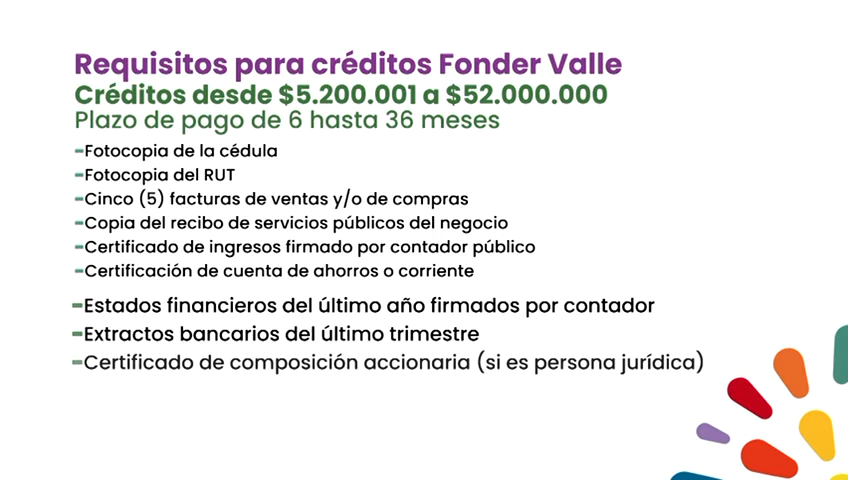 Requisitos para créditos Fonder Valle
Créditos desde $5.200.001 a $52.000.000
Plazo de pago de 6 hasta 36 meses
-Fotocopia de la cédula
-Fotocopia del RUT
-Cinco (5) facturas de ventas y/o de compras
-Copia del recibo de servicios públicos del negocio
-Certificado de ingresos firmado por contador público
-Certificación de cuenta de ahorros o corriente
-Estados financieros del último año firmados por contador
-Extractos bancarios del último trimestre
-Certificado de composición accionaria (si es persona jurídica)